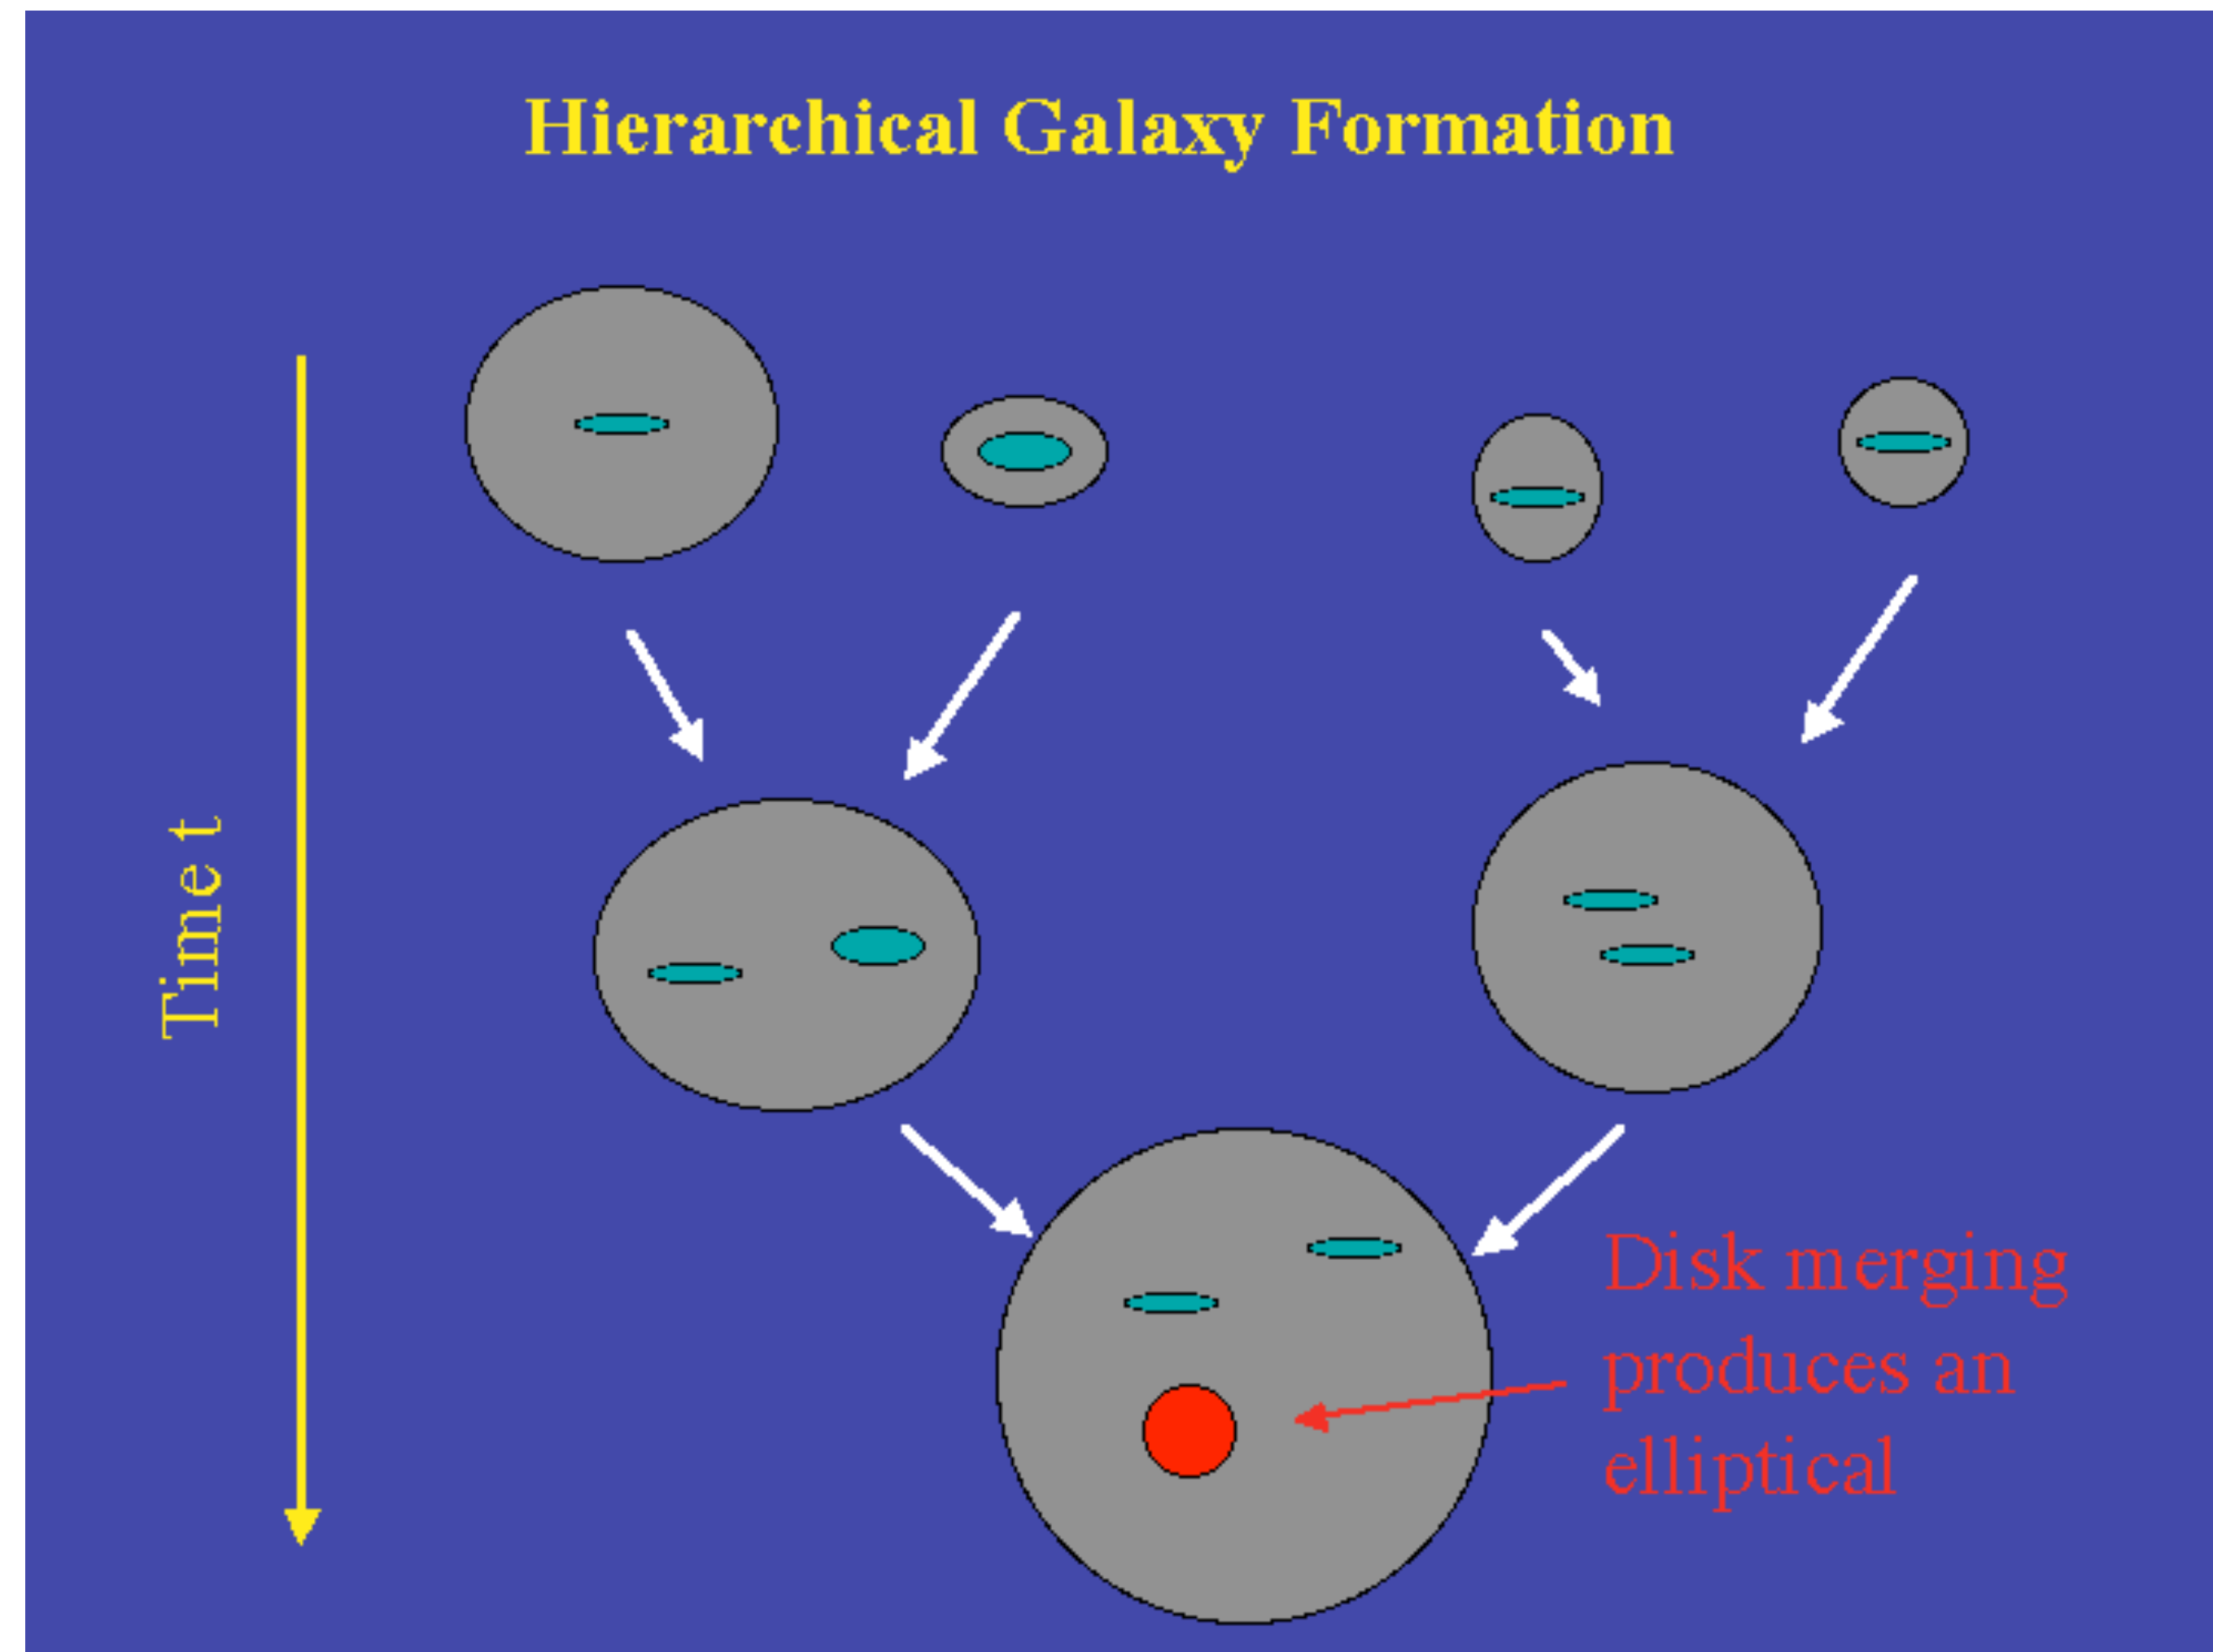 Hierarchical Galaxy Formation
Time t
Disk merging
produces an
elliptical